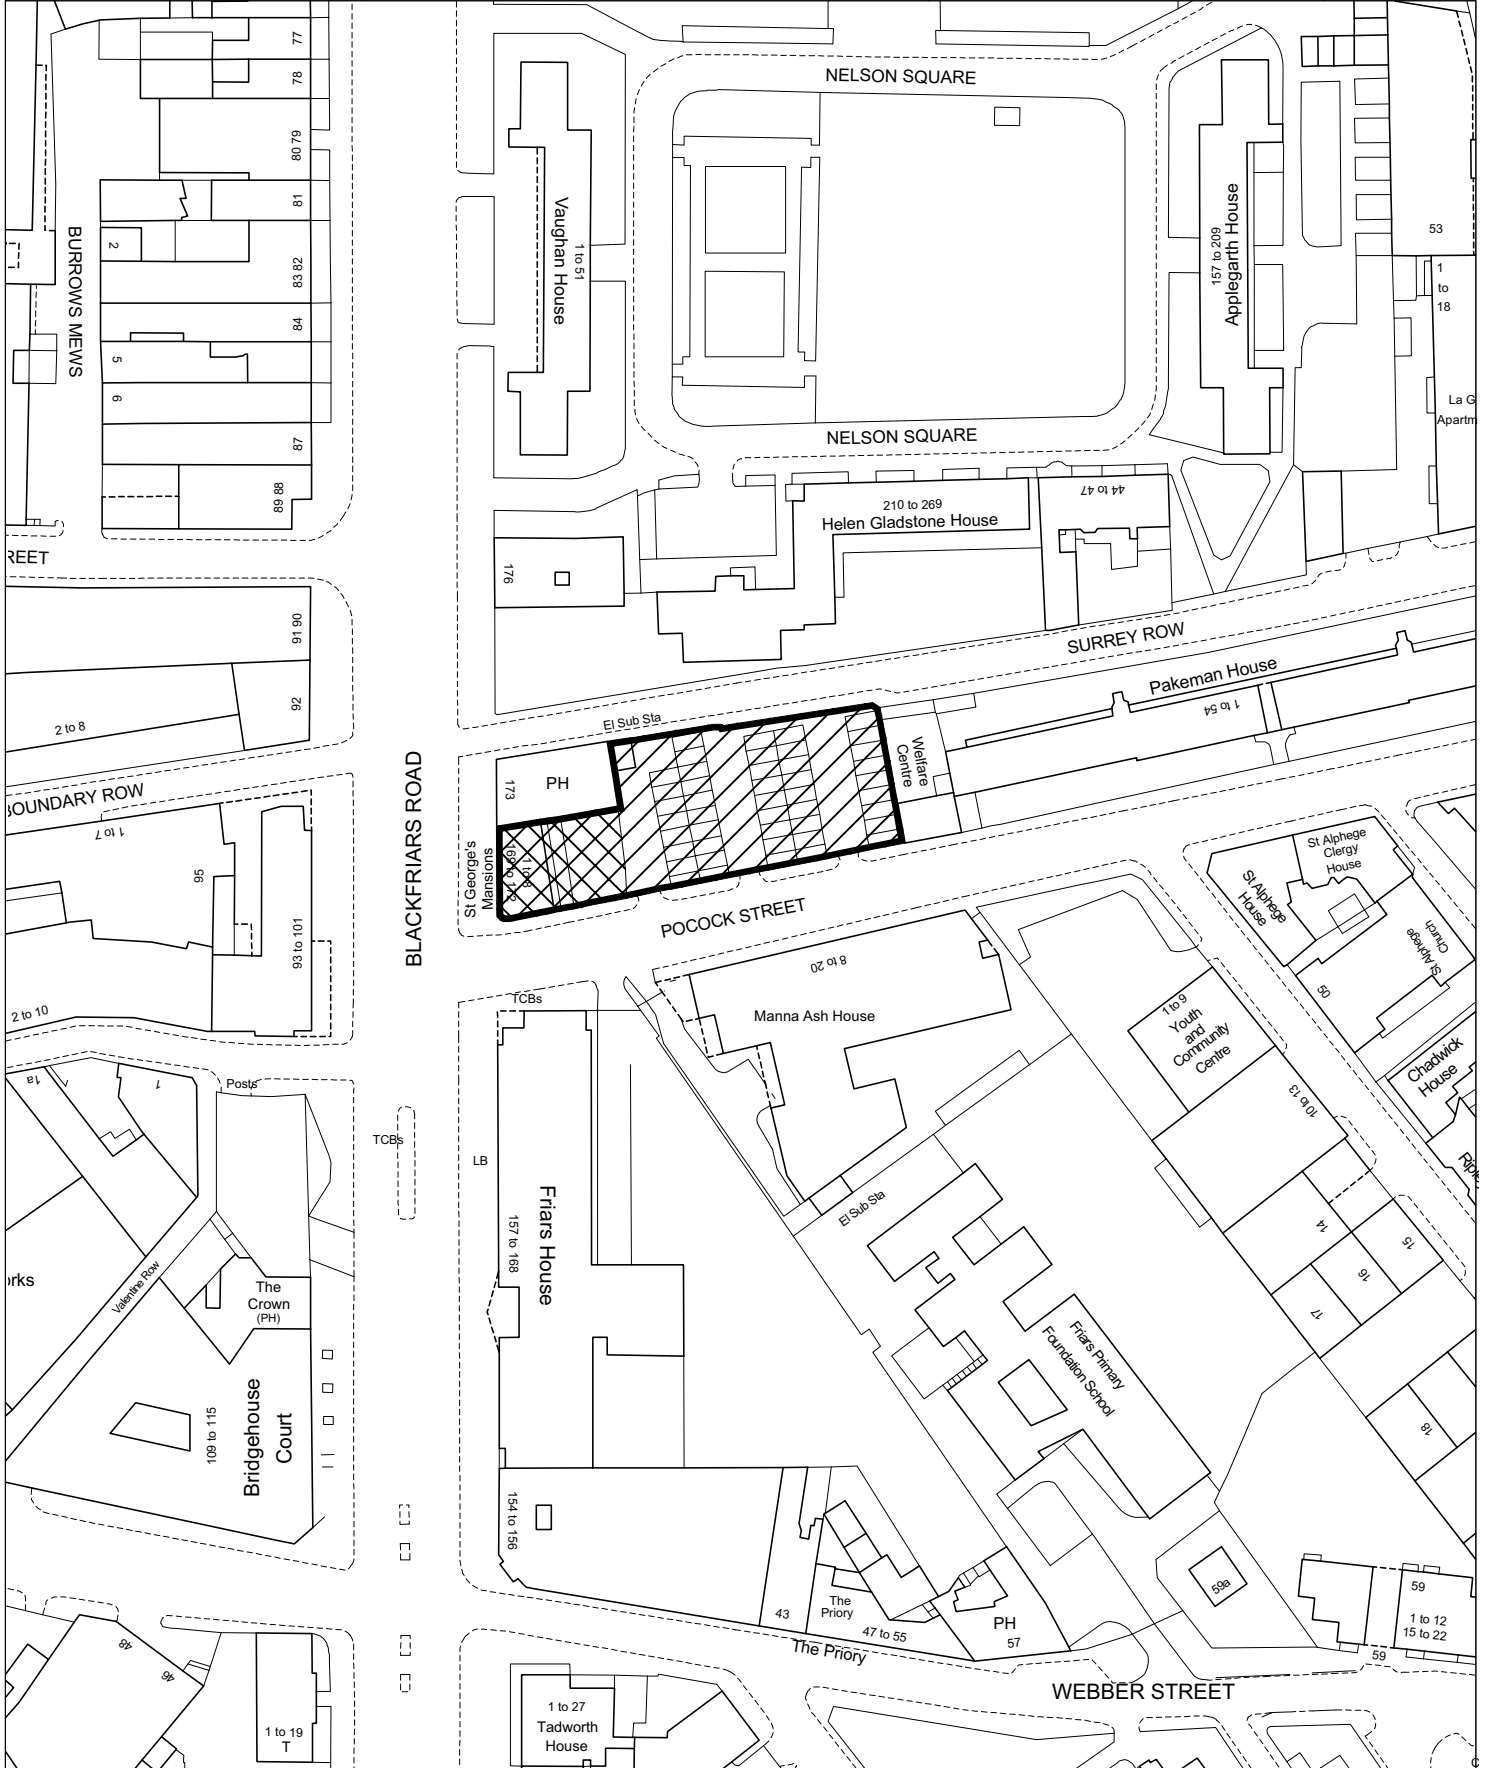 77
78
80 79
81
2
83 82
84
5
6
87
89 88
BURROWS MEWS
NELSON SQUARE
Vaughan House
1 to 51
157 to 209
Applegarth House
53
1
to
18
La G
Apartm
NELSON SQUARE
210 to 269
Helen Gladstone House
44 to 47
REET
176
91 90
92
2 to 8
SURREY ROW
Pakeman House
1 to 54
El Sub Sta
PH
173
Welfare
Centre
BOUNDARY ROW
1 to 7
95
93 to 101
2 to 10
BLACKFRIARS ROAD
St George's
Mansions
169 to 172
1 to 8
POCOCK STREET
St Alphege
Clergy
House
St Alphege
House
St Alphege
Church
50
8 to 20
Manna Ash House
TCBs
1 to 9
Youth
and
Community
Centre
Chadwick
House
10 to 13
1a
1
Posts
TCBs
LB
Friars House
157 to 168
El Sub Sta
14
15
16
17
18
Valentine Row
The
Crown
(PH)
orks
Friars Primary
Foundation School
Bridgehouse
Court
109 to 115
154 to 156
43
The
Priory
47 to 55
PH
57
The Priory
59a
59
1 to 12
15 to 22
59
WEBBER STREET
48
46
1 to 19
T
1 to 27
Tadworth
House